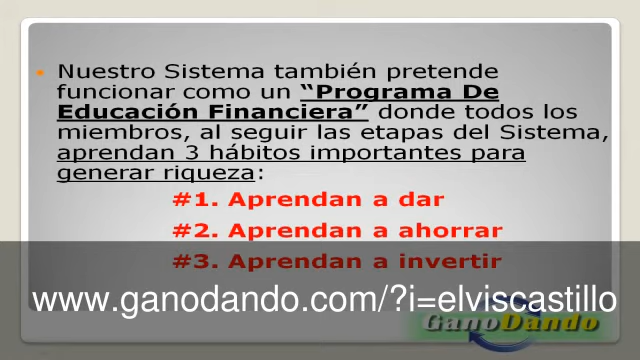 Nuestro Sistema también pretende
funcionar como un “Programa De
Educación Financiera” donde todos los
miembros, al seguir las etapas del Sistema,
aprendan 3 hábitos importantes para
generar riqueza:
#1. Aprendan a dar
#2. Aprendan a ahorrar
#3. Aprendan a invertir
www.ganodando.com/?i=elviscastillo
GanoDando